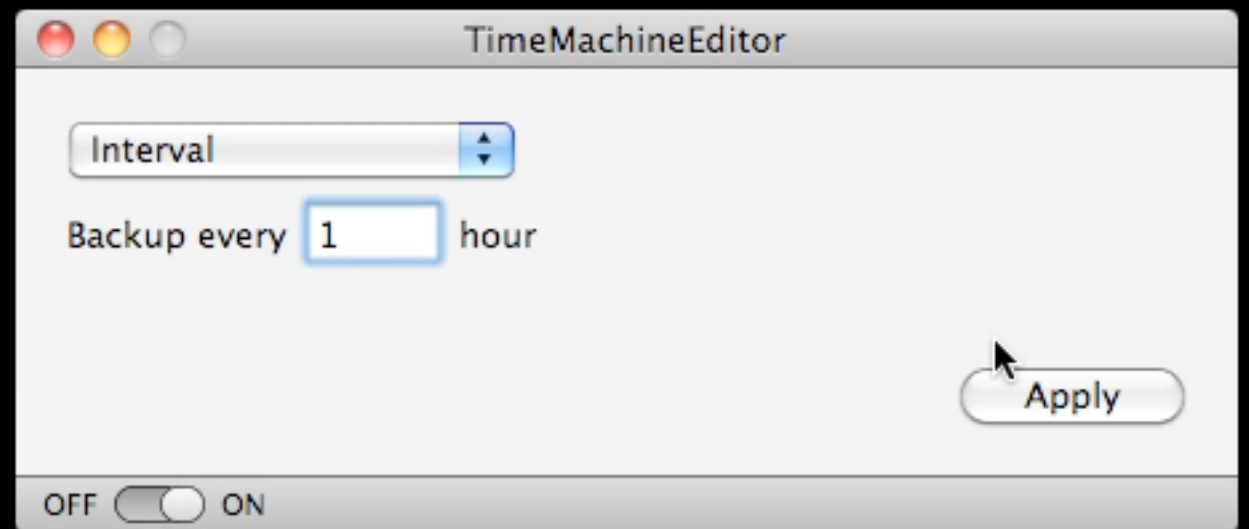 TimeMachineEditor
Interval
Backup every 1 hour
Apply
OFF ON